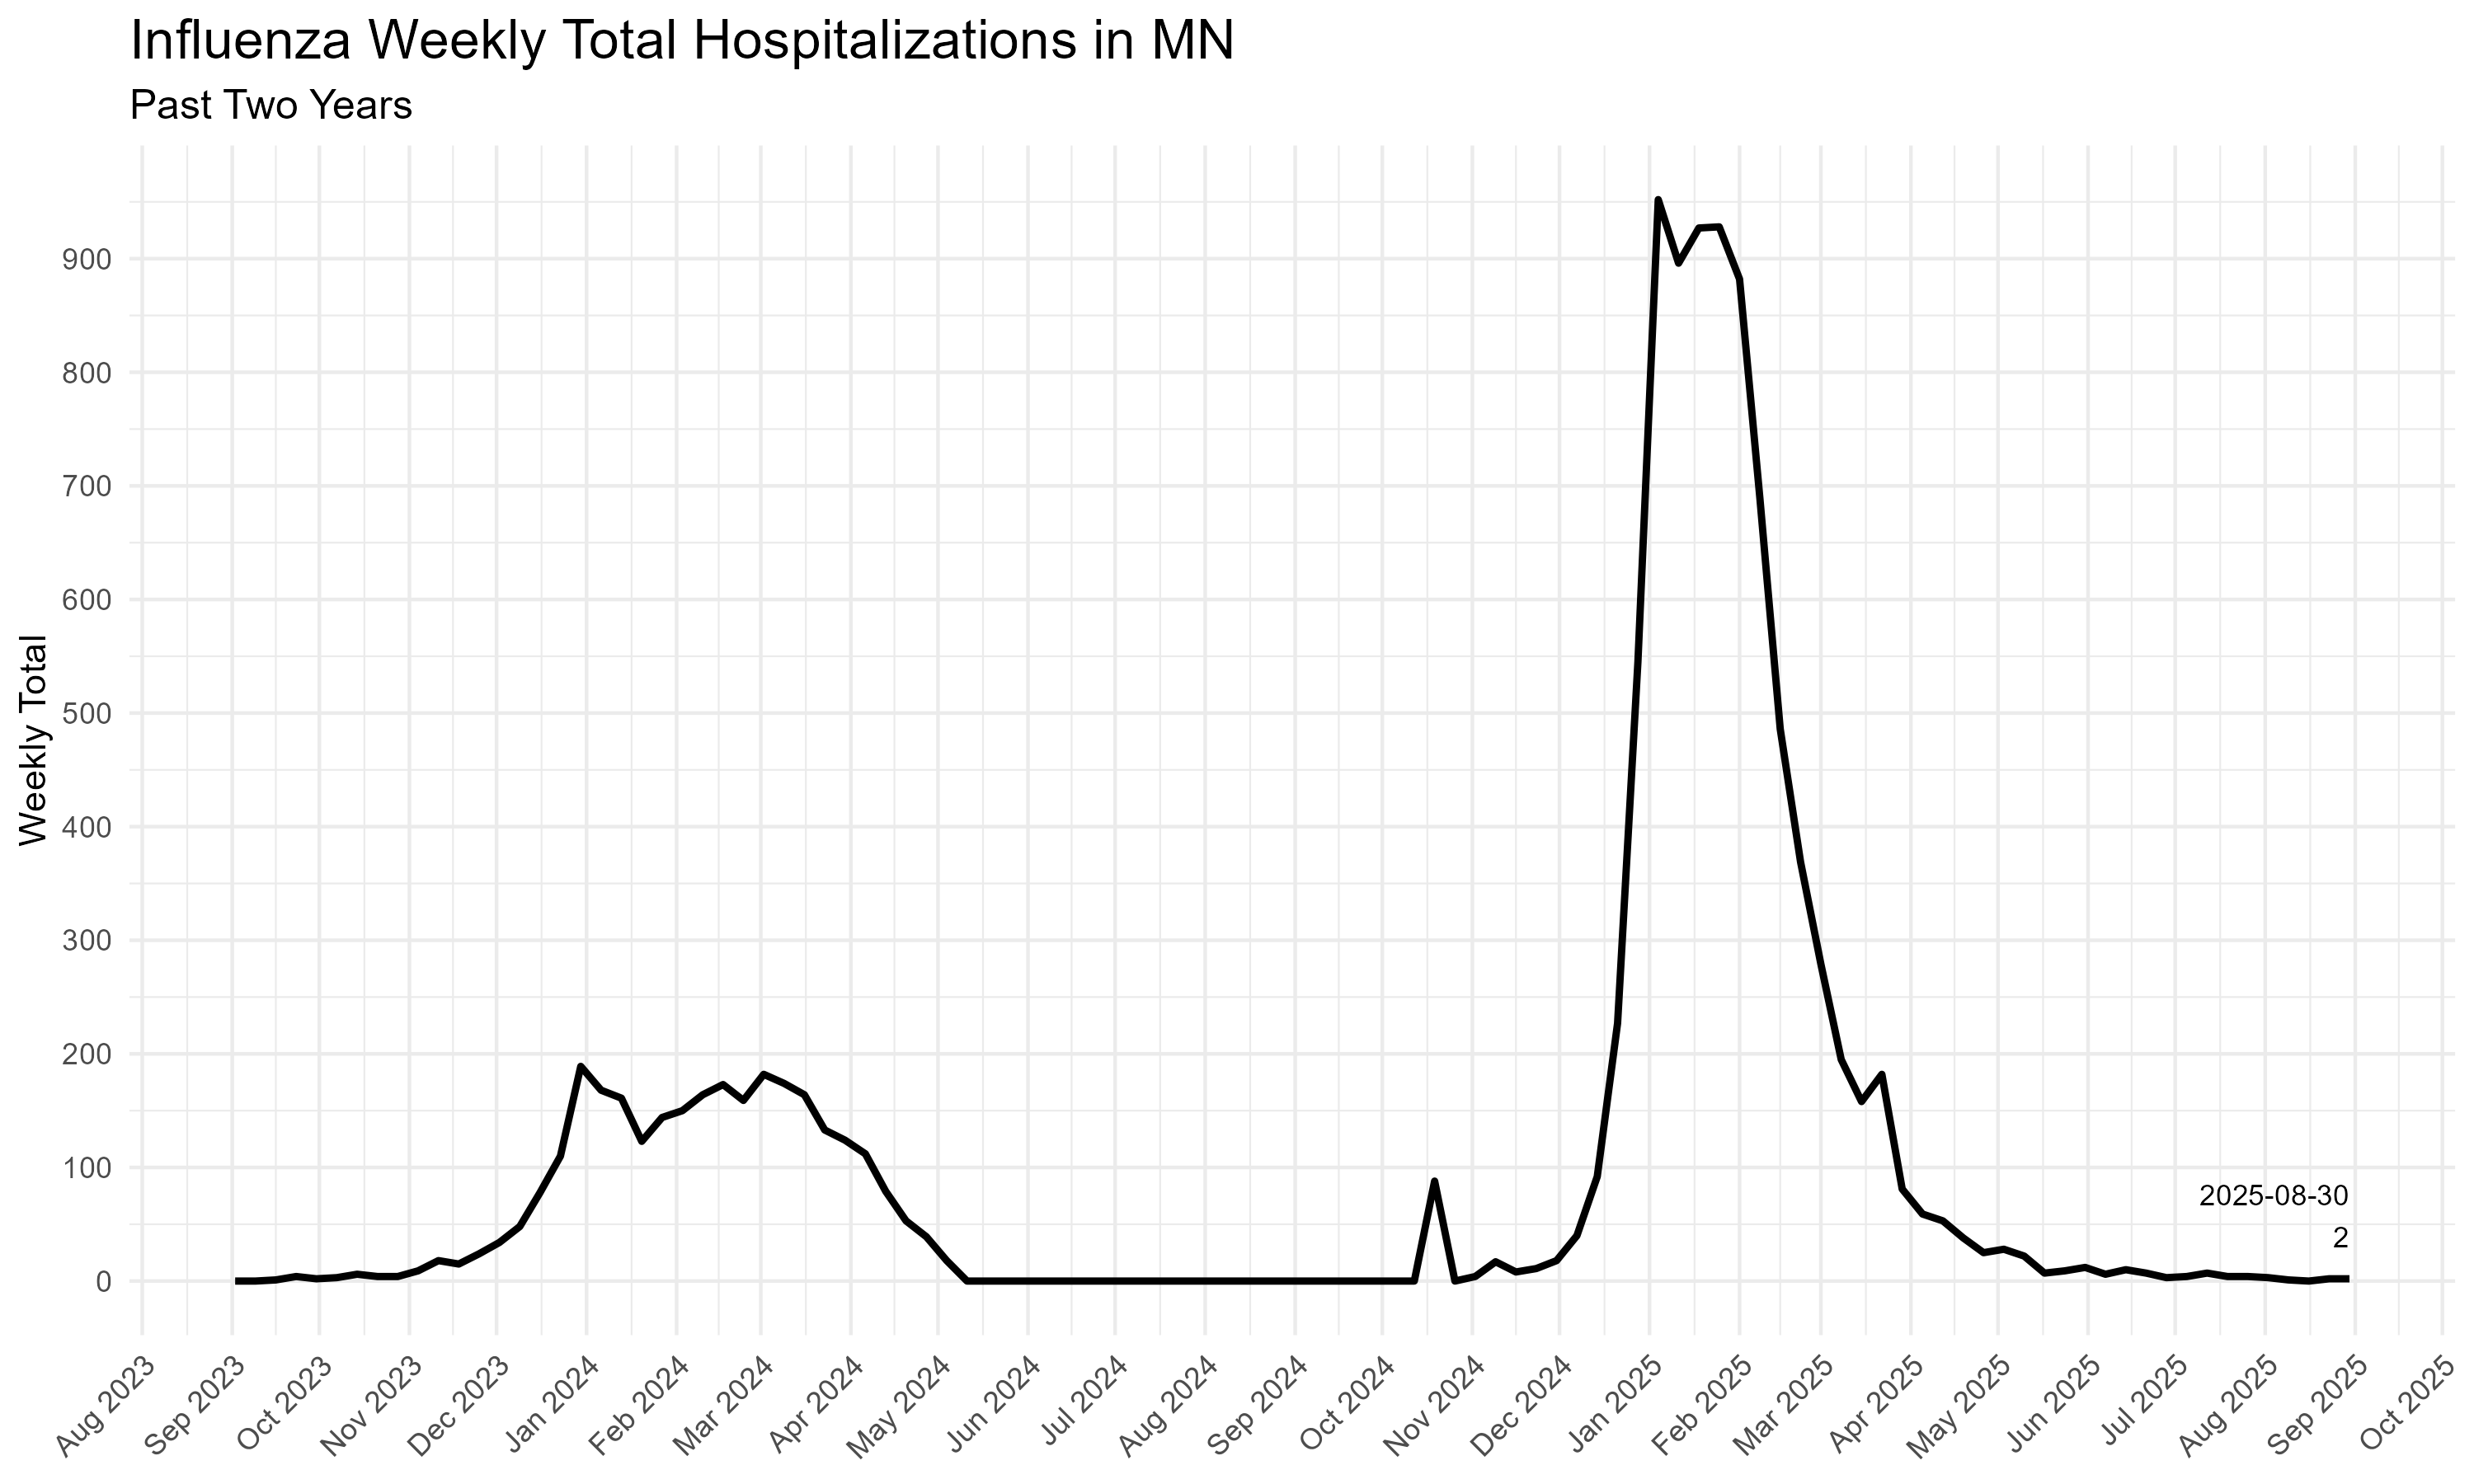 Influenza Weekly Total Hospitalizations in MN
Past Two Years
Weekly Total
900
800
700
600
500
400
300
200
100
0
2025-08-30
2
Aug 2023
Sep 2023
Oct 2023
Nov 2023
Dec 2023
Jan 2024
Feb 2024
Mar 2024
Apr 2024
May 2024
Jun 2024
Jul 2024
Aug 2024
Sep 2024
Oct 2024
Nov 2024
Dec 2024
Jan 2025
Feb 2025
Mar 2025
Apr 2025
May 2025
Jun 2025
Jul 2025
Aug 2025
Sep 2025
Oct 2025